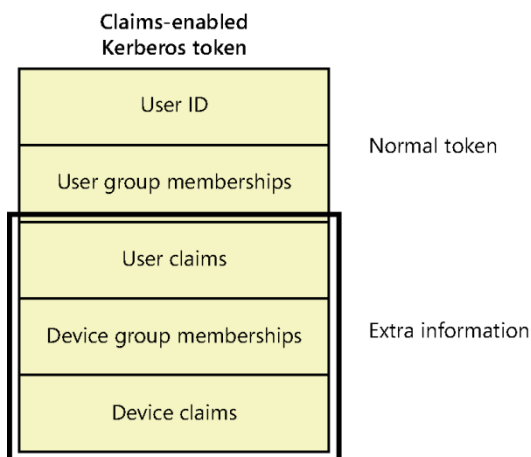 Claims-enabled
Kerberos token
User ID
Normal token
User group memberships
User claims
Device group memberships
Extra information
Device claims